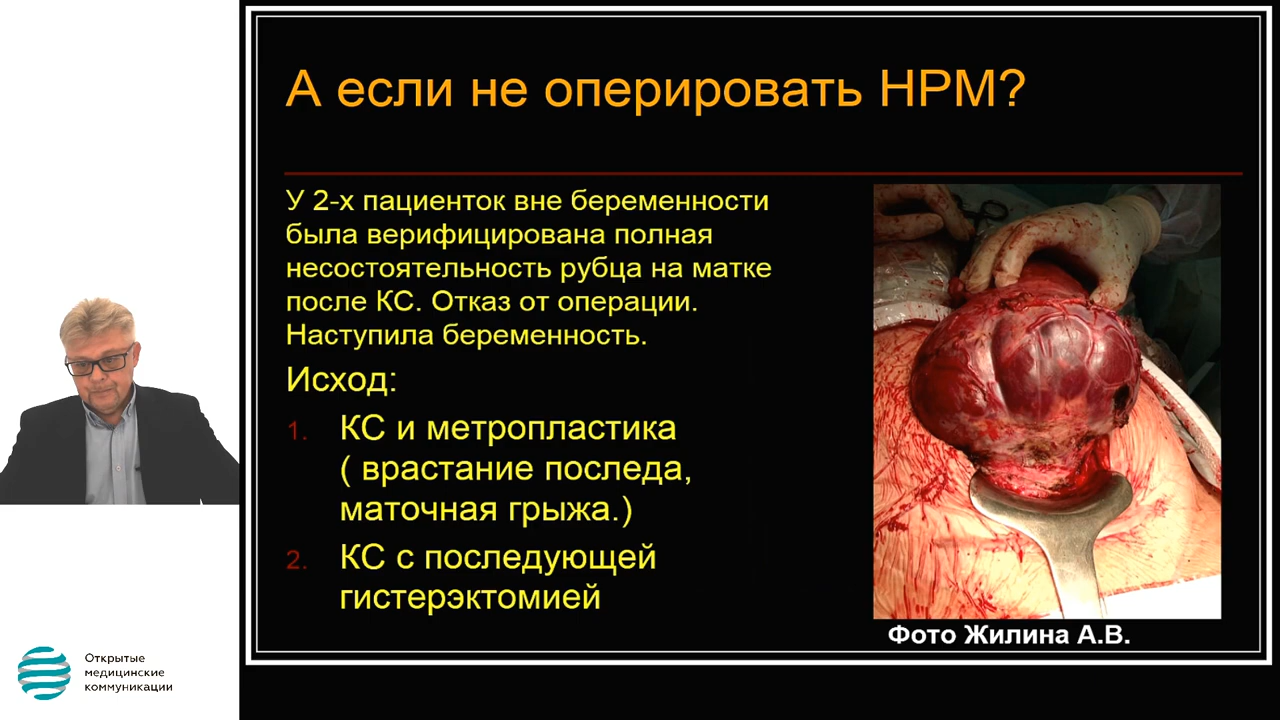 А если не оперировать НРМ?
У 2-х пациенток вне беременности
была верифицирована полная
несостоятельность рубца на матке
после КС. Отказ от операции.
Наступила беременность.
Исход:
1. КС и метропластика
( врастание последа,
маточная грыжа.)
2. КС с последующей
гистерэктомией
Фото Жилина А.В.
Открытые
медицинские
коммуникации